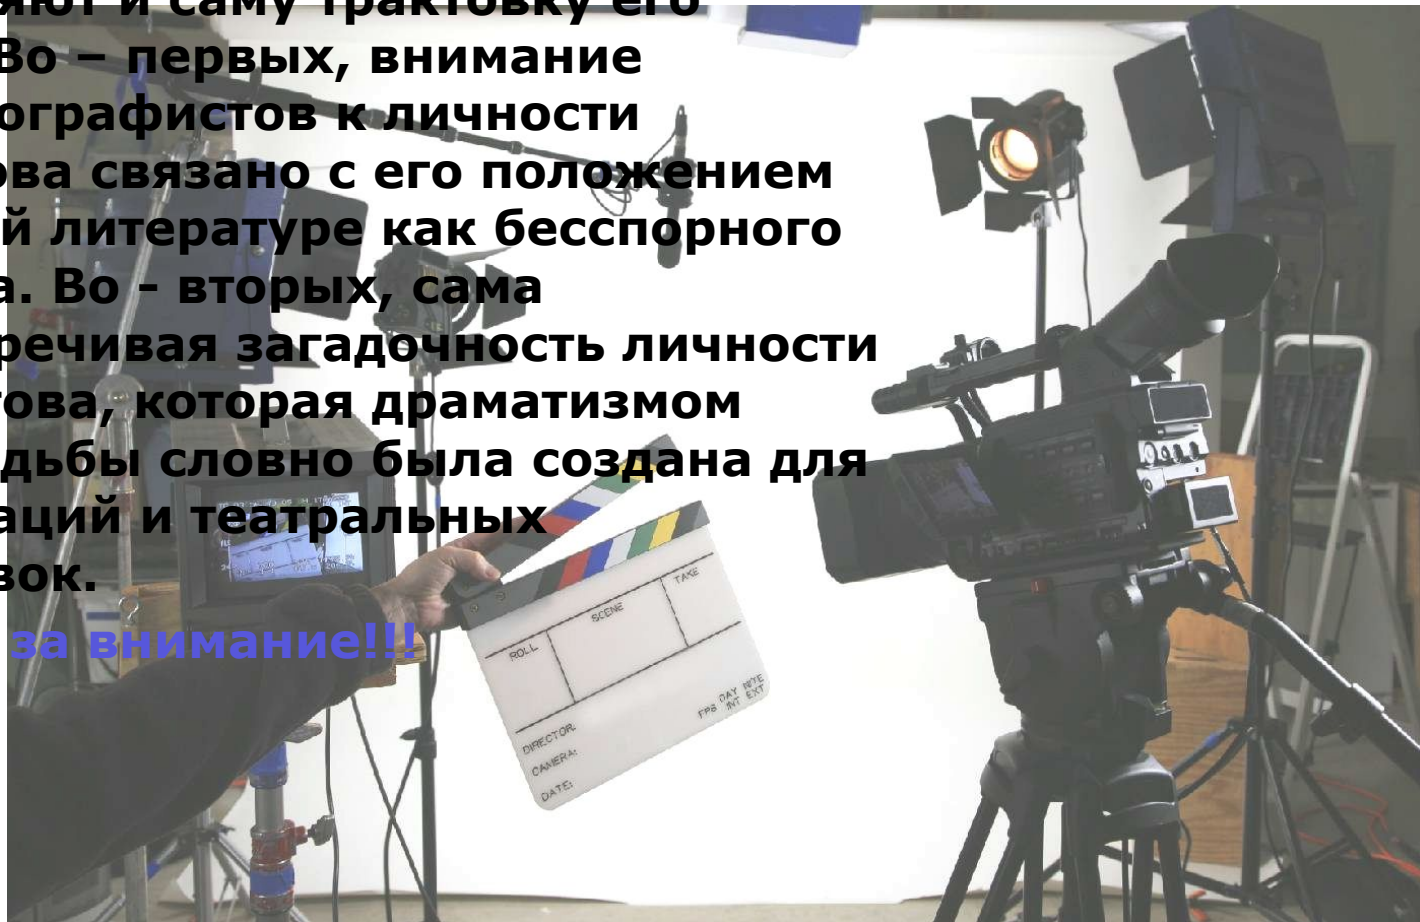 яют и саму трактовку его
Во – первых, внимание
ографистов к личности
ова связано с его положением
й литературе как бесспорного
а. Во - вторых, сама
речивая загадочность личности
това, которая драматизмом
дьбы словно была создана для
аций и театральных
вок.
за внимание!!!
ROLL
SCENE
TAKE
DIRECTOR:
CAMERA:
DATE:
FPS
DAY NITE
INT EXT